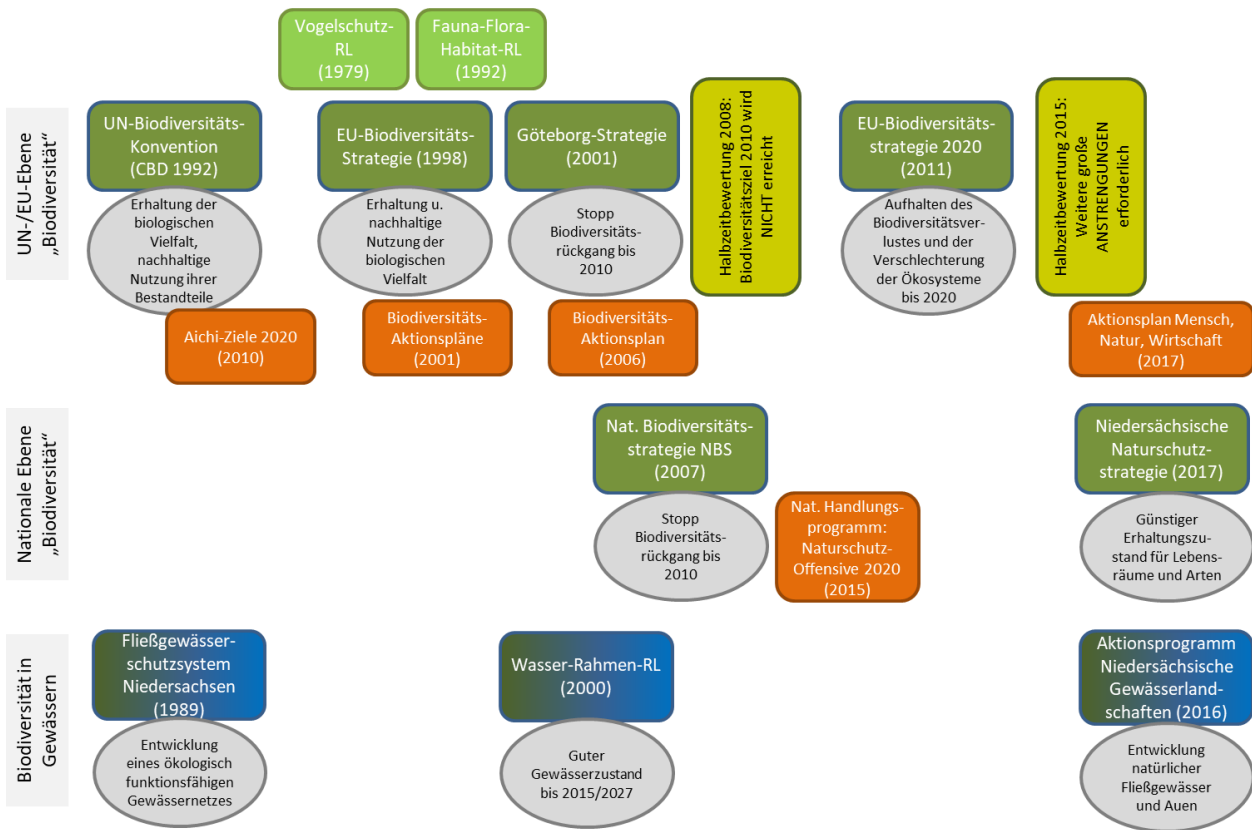 Vogelschutz-
RL
(1979)
Fauna-Flora-
Habitat-RL
(1992)
UN-/EU-Ebene
„Biodiversität“
UN-Biodiversitäts-
Konvention
(CBD 1992)
Erhaltung der
biologischen
Vielfalt,
nachhaltige
Nutzung ihrer
Bestandteile
Aichi-Ziele 2020
(2010)
EU-Biodiversitäts-
Strategie (1998)
Erhaltung u.
nachhaltige
Nutzung der
biologischen
Vielfalt
Biodiversitäts-
Aktionspläne
(2001)
Göteborg-Strategie
(2001)
Stopp
Biodiversitäts-
rückgang bis
2010
Biodiversitäts-
Aktionsplan
(2006)
Halbzeitbewertung 2008:
Biodiversitätsziel 2010 wird
NICHT erreicht
EU-Biodiversitäts-
strategie 2020
(2011)
Aufhalten des
Biodiversitätsver-
lustes und der
Verschlechterung
der Ökosysteme
bis 2020
Halbzeitbewertung 2015:
Weitere große
ANSTRENGUNGEN
erforderlich
Aktionsplan Mensch,
Natur, Wirtschaft
(2017)
Nationale Ebene
„Biodiversität“
Nat. Biodiversitäts-
strategie NBS
(2007)
Stopp
Biodiversitäts-
rückgang bis
2010
Nat. Handlungs-
programm:
Naturschutz-
Offensive 2020
(2015)
Niedersächsische
Naturschutz-
strategie (2017)
Günstiger
Erhaltungszu-
stand für Lebens-
räume und Arten
Biodiversität in
Gewässern
Fließgewässer-
schutzsystem
Niedersachsen
(1989)
Entwicklung
eines ökologisch
funktionsfähigen
Gewässernetzes
Wasser-Rahmen-RL
(2000)
Guter
Gewässerzustand
bis 2015/2027
Aktionsprogramm
Niedersächsische
Gewässerland-
schaften (2016)
Entwicklung
natürlicher
Fließgewässer
und Auen